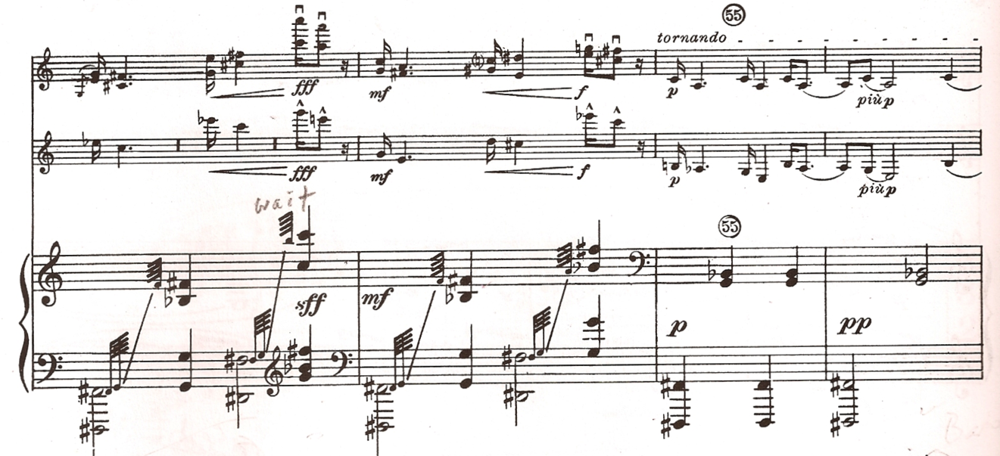 55
tornando
fff mf f p più p
fff mf f p più p
wait
55
sff mf p pp